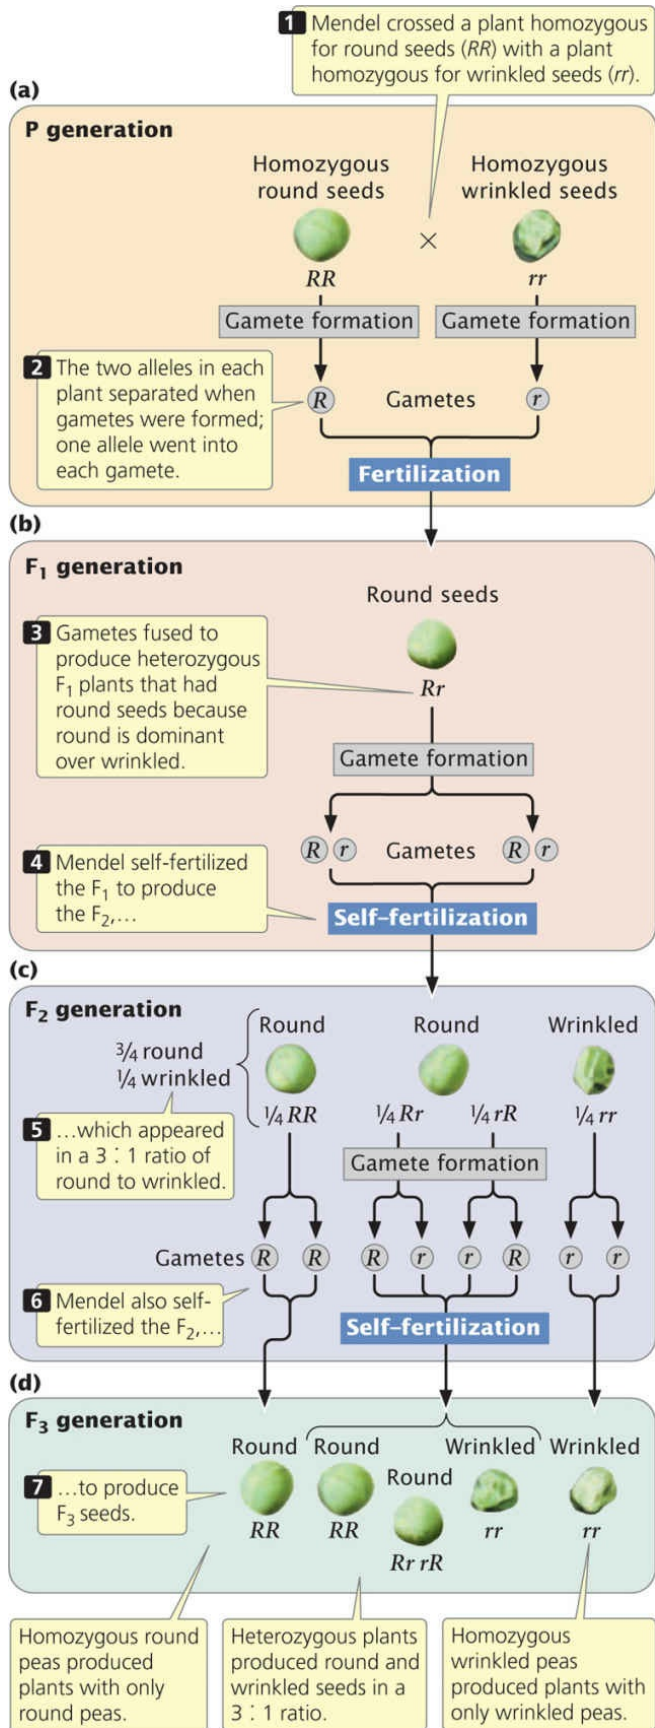 1 Mendel crossed a plant homozygous
for round seeds (RR) with a plant
homozygous for wrinkled seeds (rr).
(a)
P generation
Homozygous
round seeds
Homozygous
wrinkled seeds
×
RR
rr
Gamete formation
Gamete formation
2 The two alleles in each
plant separated when
gametes were formed;
one allele went into
each gamete.
R
Gametes
r
Fertilization
(b)
F₁ generation
Round seeds
3 Gametes fused to
produce heterozygous
F₁ plants that had
round seeds because
round is dominant
over wrinkled.
Rr
Gamete formation
R r
Gametes
R r
4 Mendel self-fertilized
the F₁ to produce
the F₂,…
Self–fertilization
(c)
F₂ generation
Round
Round
Wrinkled
¾ round
¼ wrinkled
¼ RR
¼ Rr
¼ rR
¼ rr
5 …which appeared
in a 3 : 1 ratio of
round to wrinkled.
Gamete formation
Gametes
R R
R r r R
r r
6 Mendel also self-
fertilized the F₂,…
Self–fertilization
(d)
F₃ generation
Round
Round
Round
Wrinkled
Wrinkled
7 …to produce
F₃ seeds.
RR
RR
Rr rR
rr
rr
Homozygous round
peas produced
plants with only
round peas.
Heterozygous plants
produced round and
wrinkled seeds in a
3 : 1 ratio.
Homozygous
wrinkled peas
produced plants with
only wrinkled peas.